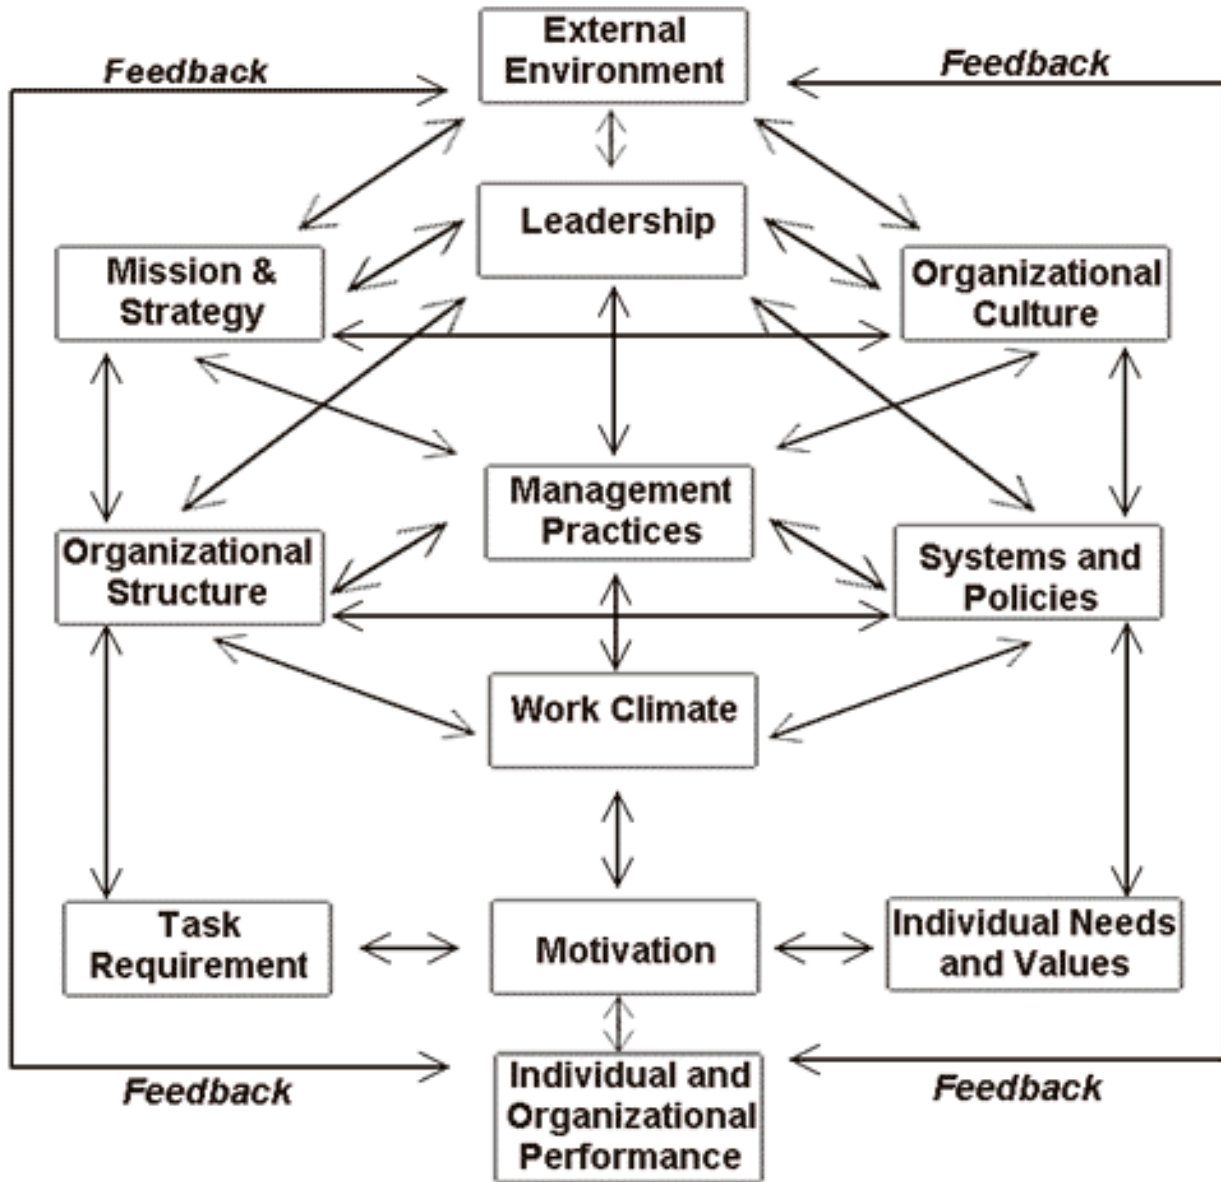 External
Environment
Feedback
Feedback
Leadership
Mission &
Strategy
Organizational
Culture
Management
Practices
Organizational
Structure
Systems and
Policies
Work Climate
Task
Requirement
Motivation
Individual Needs
and Values
Individual and
Organizational
Performance
Feedback
Feedback